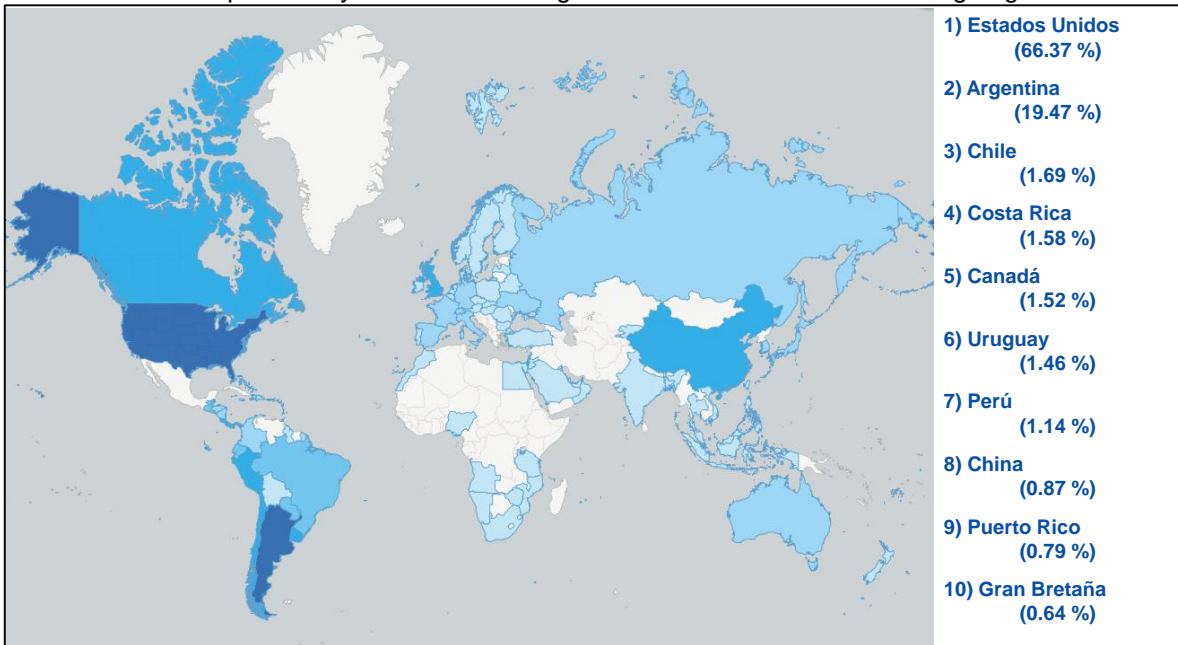 1) Estados Unidos
(66.37 %)
2) Argentina
(19.47 %)
3) Chile
(1.69 %)
4) Costa Rica
(1.58 %)
5) Canadá
(1.52 %)
6) Uruguay
(1.46 %)
7) Perú
(1.14 %)
8) China
(0.87 %)
9) Puerto Rico
(0.79 %)
10) Gran Bretaña
(0.64 %)